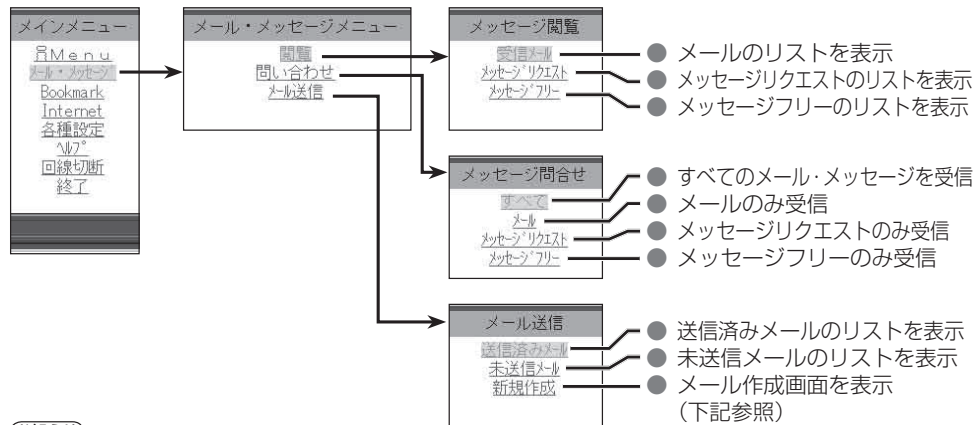 メインメニュー
Menu
メール・メッセージ
Bookmark
Internet
各種設定
ヘルプ
回線切断
終了
メール・メッセージメニュー
閲覧
問い合わせ
メール送信
メッセージ閲覧
受信メール
メッセージリクエスト
メッセージフリー
● メールのリストを表示
● メッセージリクエストのリストを表示
● メッセージフリーのリストを表示
メッセージ問合せ
すべて
メール
メッセージリクエスト
メッセージフリー
● すべてのメール・メッセージを受信
● メールのみ受信
● メッセージリクエストのみ受信
● メッセージフリーのみ受信
メール送信
送信済みメール
未送信メール
新規作成
● 送信済みメールのリストを表示
● 未送信メールのリストを表示
● メール作成画面を表示
（下記参照）